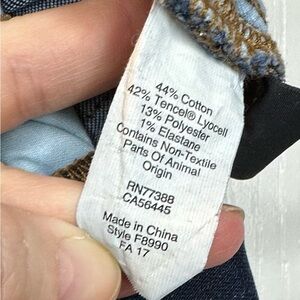 44% Cotton
42% Tencel® Lyocell
13% Polyester
1% Elastane
Contains Non-Textile
Parts Of Animal
Origin
RN77388
CA56445
Made in China
Style F8990
FA 17